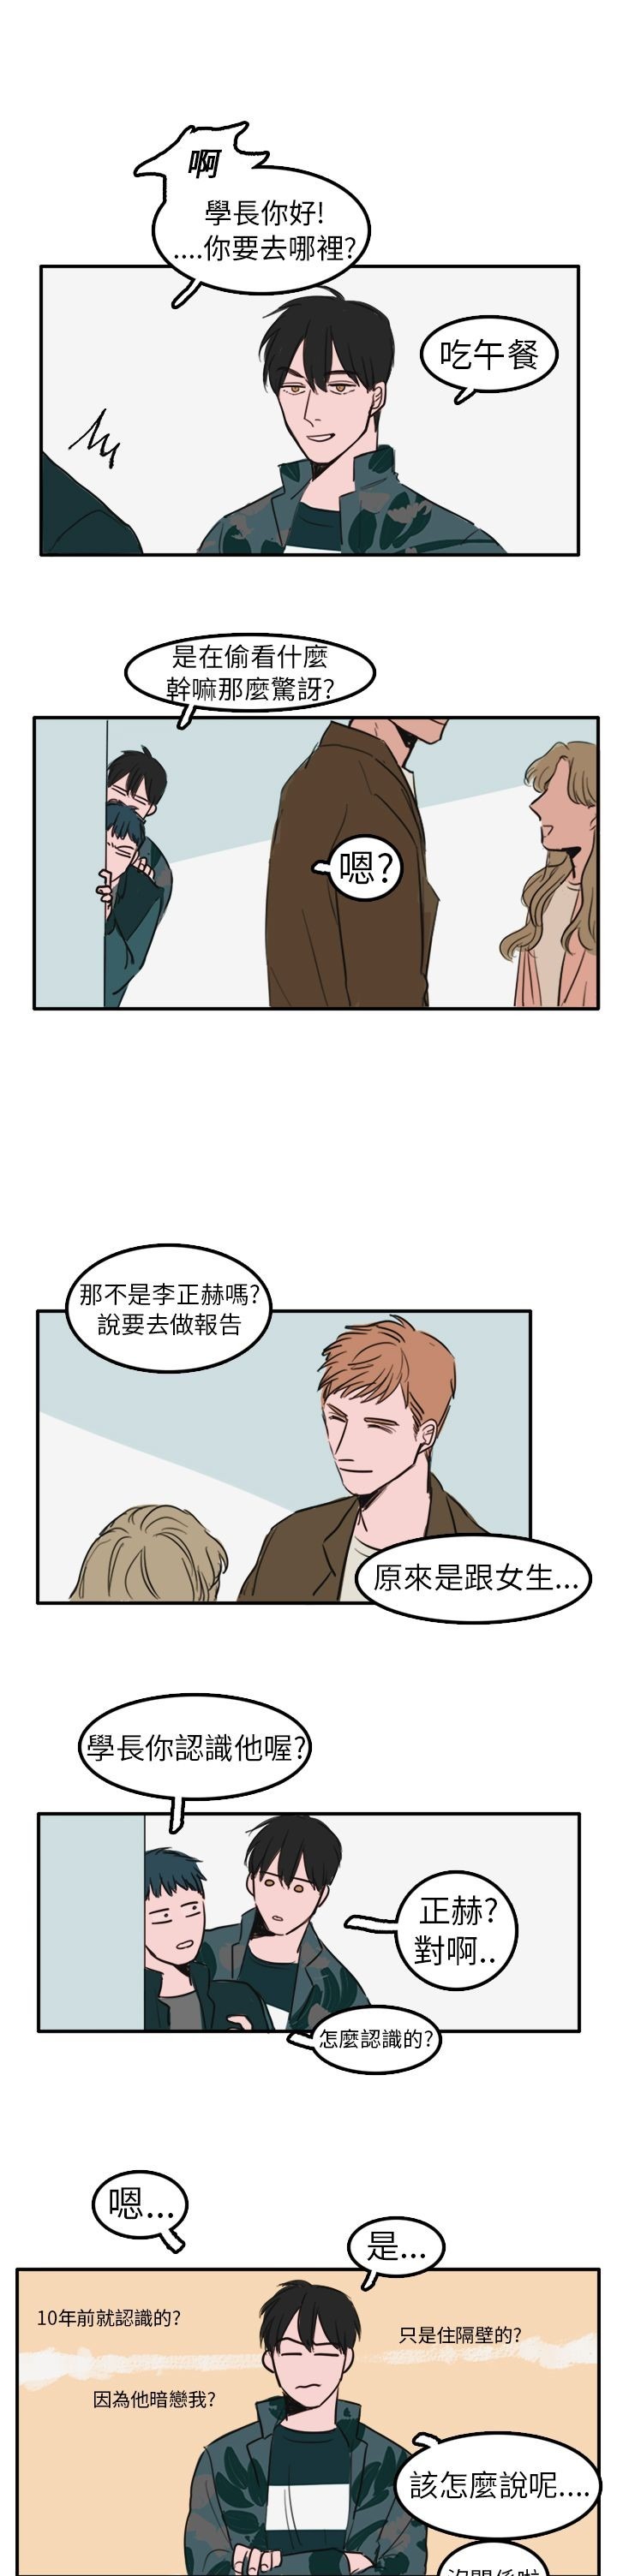 啊
學長你好!
....你要去哪裡?
吃午餐
是在偷看什麼
幹嘛那麼驚訝?
嗯?
那不是李正赫嗎?
說要去做報告
原來是跟女生...
學長你認識他喔?
正赫?
對啊..
怎麼認識的?
嗯...
是...
10年前就認識的?
只是住隔壁的?
因為他暗戀我?
該怎麼說呢....